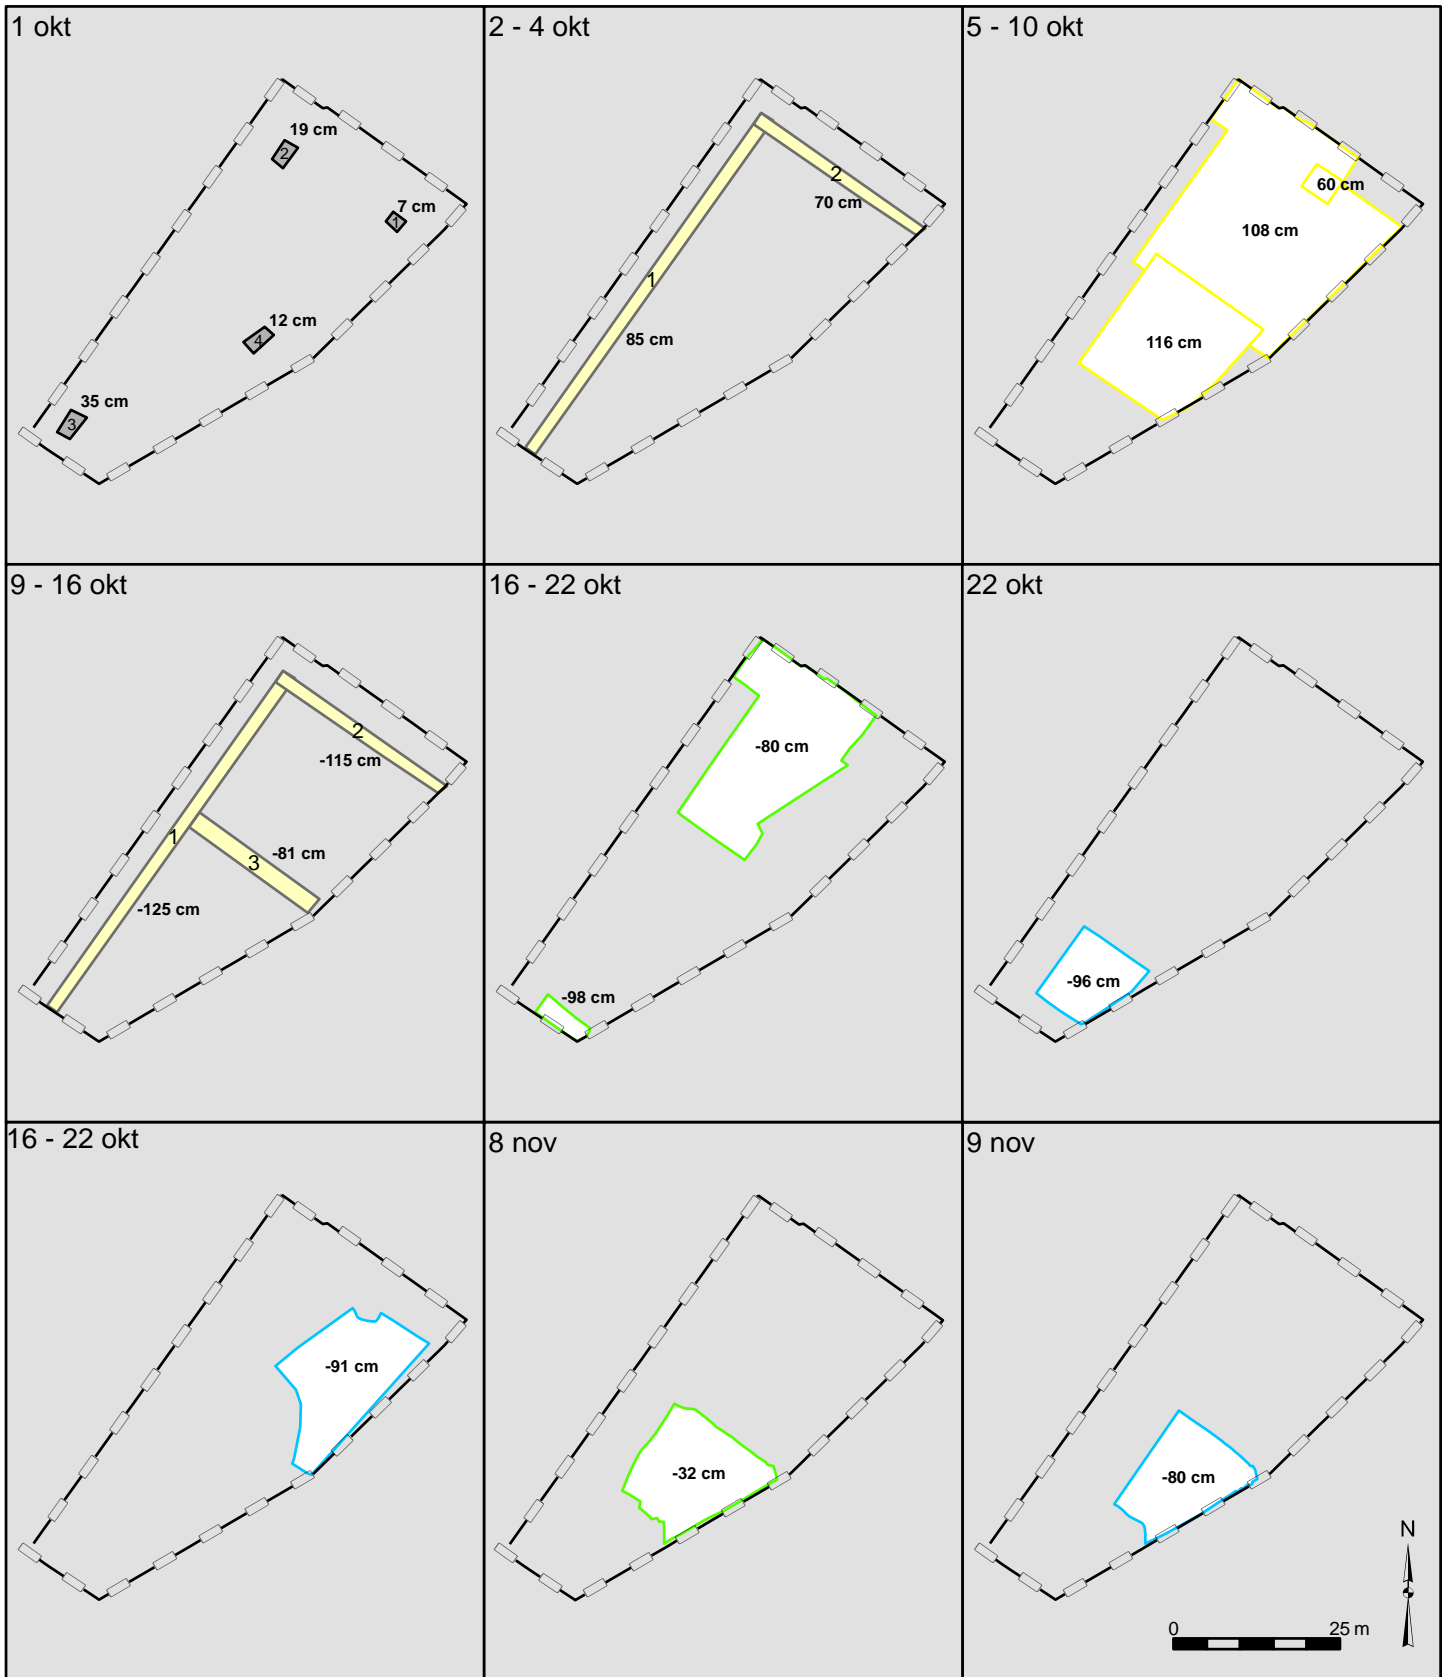 1 okt
19 cm
2
7 cm
1
12 cm
4
35 cm
3
2 - 4 okt
2
70 cm
1
85 cm
5 - 10 okt
60 cm
108 cm
116 cm
9 - 16 okt
2
-115 cm
1
-81 cm
3
-125 cm
16 - 22 okt
-80 cm
-98 cm
22 okt
-96 cm
16 - 22 okt
-91 cm
8 nov
-32 cm
9 nov
-80 cm
N
0 25 m